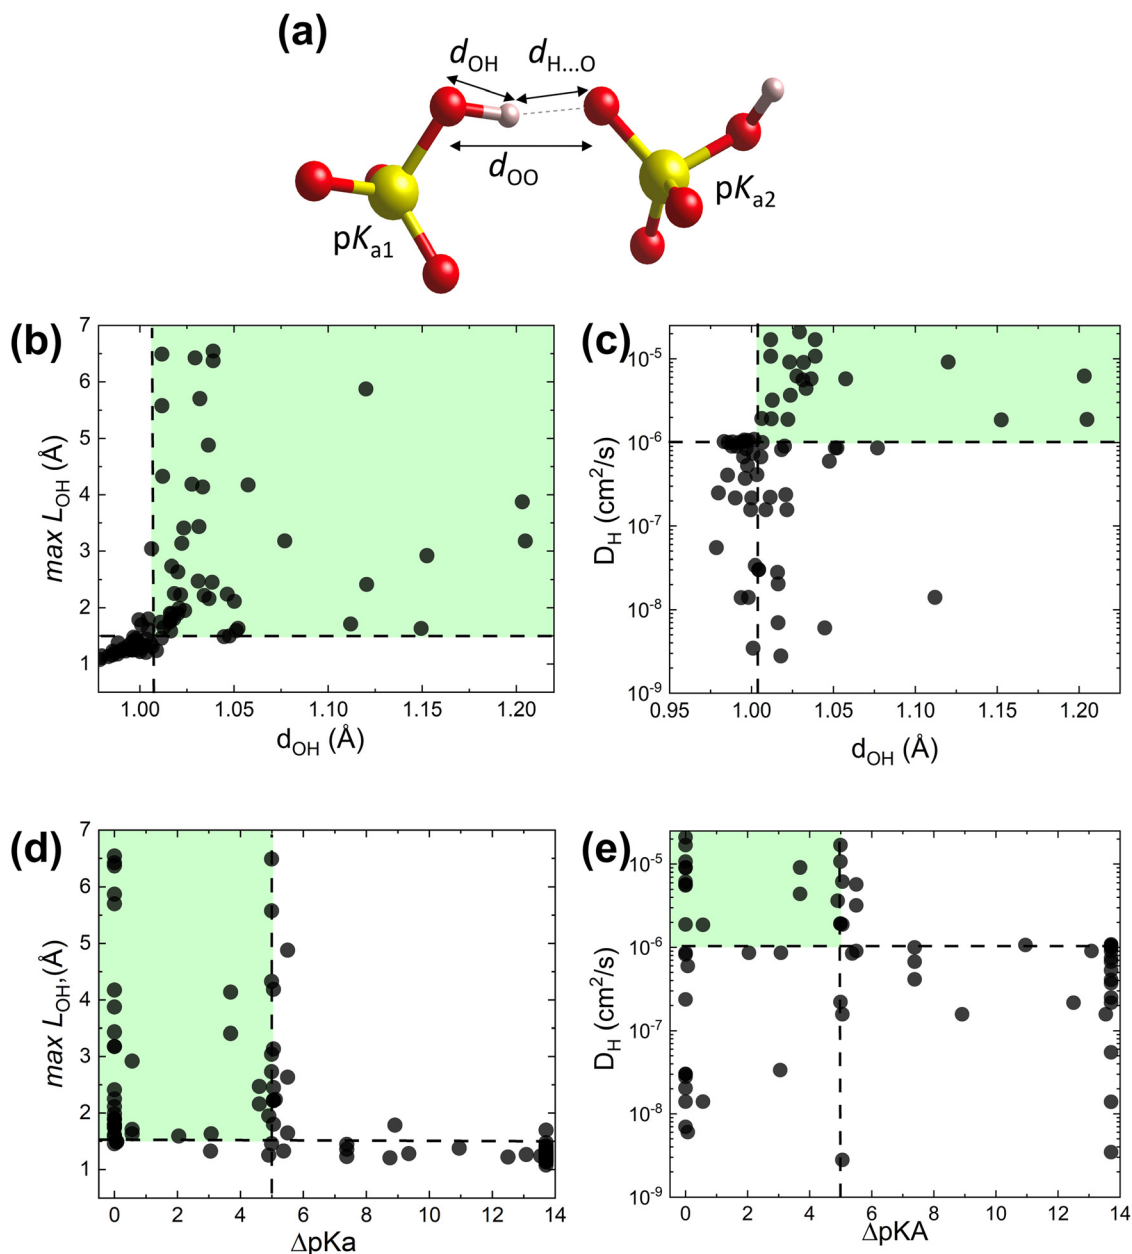 (a)
dOH dH...O
dOO
pKa1
pKa2
(b)
7
6
5
4
3
2
1
max LOH (Å)
1.00 1.05 1.10 1.15 1.20
dOH (Å)
(c)
10-5
10-6
10-7
10-8
10-9
DH (cm2/s)
0.95 1.00 1.05 1.10 1.15 1.20
dOH (Å)
(d)
7
6
5
4
3
2
1
max LOH,(Å)
0 2 4 6 8 10 12 14
ΔpKa
(e)
10-5
10-6
10-7
10-8
10-9
DH (cm2/s)
0 2 4 6 8 10 12 14
ΔpKA